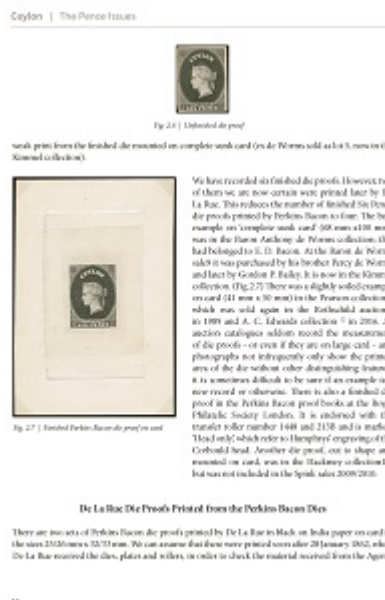 Ceylon | The Pence Issues
Fig. 2.6 | Unfinished die proof
weak print from the finished die mounted on complete sunk card (ex de Worms sold as lot 5, now in t
Kimmel collection).
We have recorded six finished die proofs. However, tw
of them we are now certain were printed later by
La Rue. This reduces the number of finished Six Pen
die proofs printed by Perkins Bacon to four. The b
example on 'complete sunk card' (68 mm x100 m
was in the Baron Anthony de Worms collection, (
had belonged to E. D. Bacon. At the Baron de Worm
sales it was purchased by his brother Percy de Worm
and later by Gordon P. Bailey. It is now in the Kimm
collection. (Fig. 2.7) There was a slightly soiled examp
on card (41 mm x 50 mm) in the Pearson collectio
which was sold again in the Rothschild auction
in 1989 and A. C. Edwards collection in 2016.
auction catalogues seldom record the measureme
of die proofs - or even if they are on large card - a
photographs not infrequently only show the print
area of the die without other distinguishing featur
it is sometimes difficult to be sure if an example i
new record or otherwise. There is also a finished d
proof in the Perkins Bacon proof books at the Roy
Philatelic Society London. It is endorsed with t
transfer roller number 1448 and 215B and is marke
'Head only', which refer to Humphrys' engraving of th
Corbould head. Another die proof, cut to shape a
mounted on card, was in the Hackmey collection
but was not included in the Spink sales 2009/2010.
Fig. 2.7 | Finished Perkins Bacon die proof on card
De La Rue Die Proofs Printed from the Perkins Bacon Dies
There are two sets of Perkins Bacon die proofs printed by De La Rue in black on India paper on card
the sizes 25/26 mm x 32/33 mm. We can assume that these were printed soon after 20 January 1862, wh
De La Rue received the dies, plates and rollers, in order to check the material received from the Agen